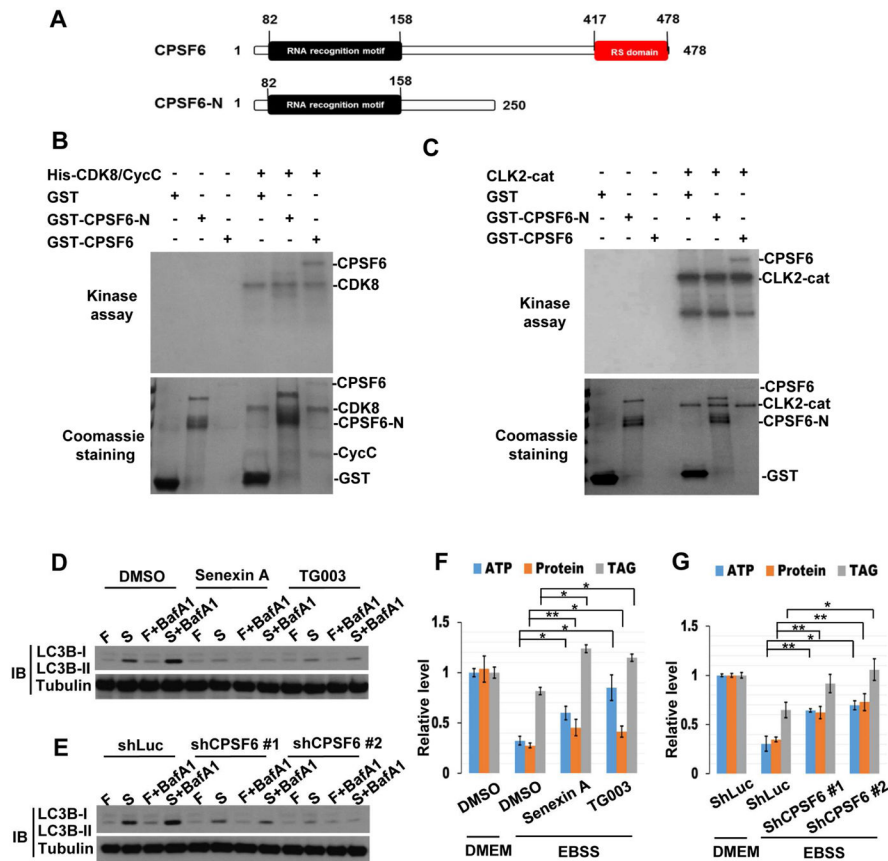 A
82 158 417 478
CPSF6 1 RNA recognition motif RS domain 478
82 158
CPSF6-N 1 RNA recognition motif 250
B
His-CDK8/CycC - - - + + +
GST + - - + - -
GST-CPSF6-N - + - - + -
GST-CPSF6 - - + - - +
Kinase assay
-CPSF6
-CDK8
Coomassie staining
-CPSF6
-CDK8
-CPSF6-N
-CycC
-GST
C
CLK2-cat - - - + + +
GST + - - + - -
GST-CPSF6-N - + - - + -
GST-CPSF6 - - + - - +
Kinase assay
-CPSF6
-CLK2-cat
Coomassie staining
-CPSF6
-CLK2-cat
-CPSF6-N
-GST
D
DMSO Senexin A TG003
F S F+BafA1 S+BafA1 F S F+BafA1 S+BafA1 F S F+BafA1 S+BafA1
IB
LC3B-I
LC3B-II
Tubulin
E
shLuc shCPSF6 #1 shCPSF6 #2
F S F+BafA1 S+BafA1 F S F+BafA1 S+BafA1 F S F+BafA1 S+BafA1
IB
LC3B-I
LC3B-II
Tubulin
F
ATP Protein TAG
Relative level
1.5
1
0.5
0
* * * ** * *
DMSO DMSO Senexin A TG003
DMEM EBSS
G
ATP Protein TAG
Relative level
1.5
1
0.5
0
* ** ** * **
ShLuc ShLuc ShCPSF6 #1 ShCPSF6 #2
DMEM EBSS